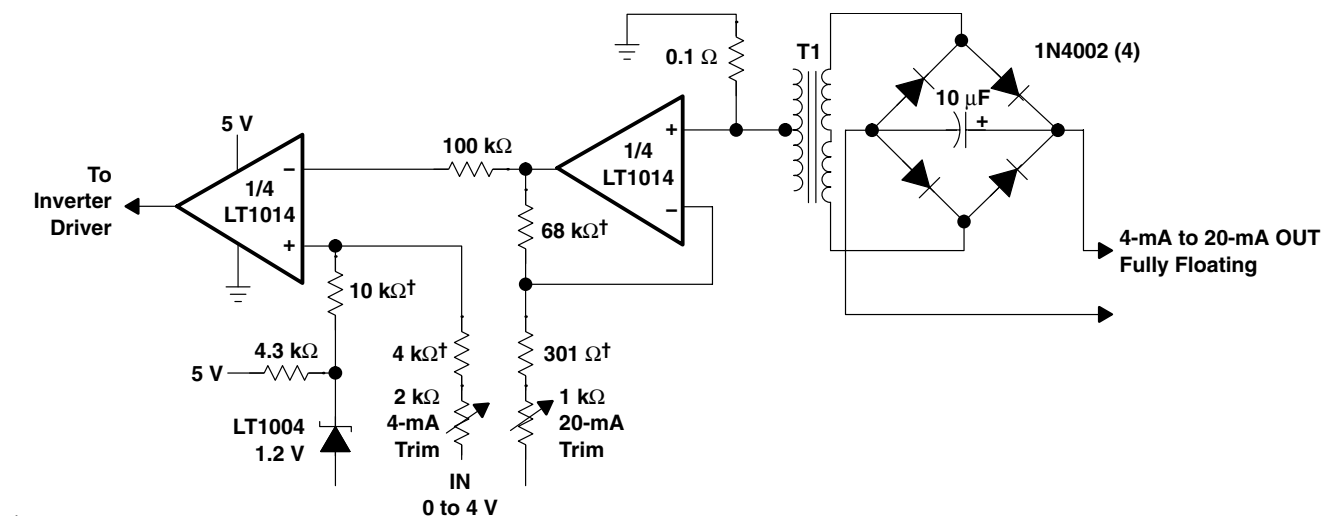 0.1 Ω
T1
1N4002 (4)
10 μF
+
5 V
100 kΩ
+
1/4
LT1014
−
−
1/4
LT1014
+
To
Inverter
Driver
68 kΩ†
4-mA to 20-mA OUT
Fully Floating
10 kΩ†
4.3 kΩ
5 V
4 kΩ†
301 Ω†
2 kΩ
4-mA
Trim
1 kΩ
20-mA
Trim
LT1004
1.2 V
IN
0 to 4 V